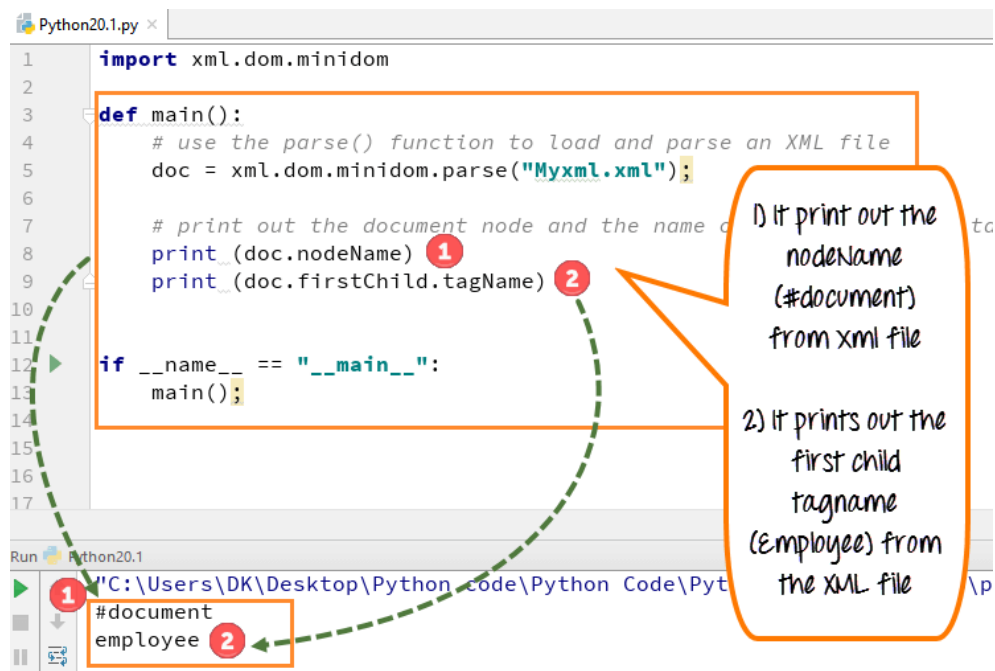 Python20.1.py ×
1 import xml.dom.minidom
2
3 def main():
4 # use the parse() function to load and parse an XML file
5 doc = xml.dom.minidom.parse("Myxml.xml");
6
7 # print out the document node and the name ta
8 print (doc.nodeName) 1
9 print (doc.firstChild.tagName) 2
10
11
12 if __name__ == "__main__":
13 main();
14
15
16
17
1) It print out the
nodeName
(#document)
from xml file
2) It prints out the
first child
tagname
(Employee) from
the XML file
Run Python20.1
1 "C:\Users\DK\Desktop\Python code\Python Code\Pyt \p
#document
employee 2